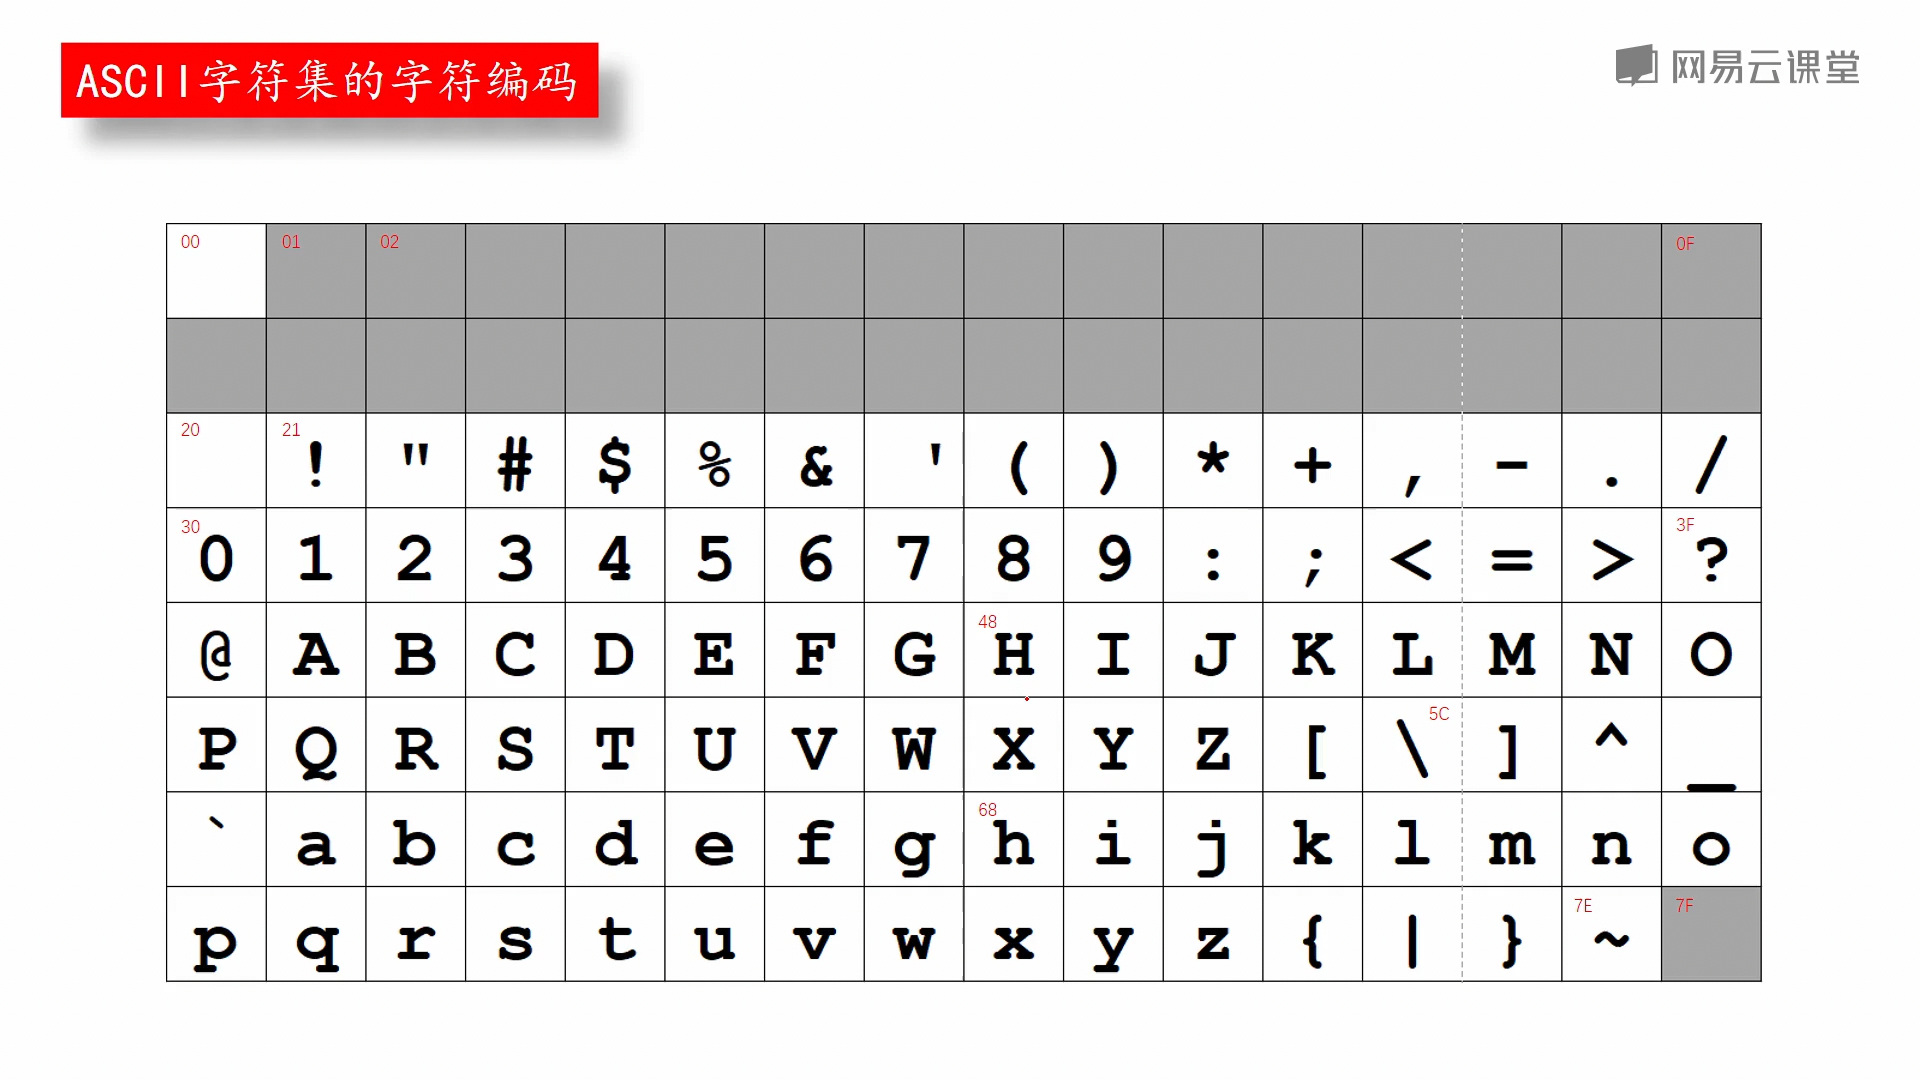 ASCII字符集的字符编码
网易云课堂
00 01 02 0F
20 21 ! " # $ % & ' ( ) * + , - . /
30 0 1 2 3 4 5 6 7 8 9 : ; < = > 3F ?
@ A B C D E F G 48 H I J K L M N O
P Q R S T U V W X Y Z [ \ 5C ] ^ _
` a b c d e f g 68 h i j k l m n o
p q r s t u v w x y z { | } 7E ~ 7F